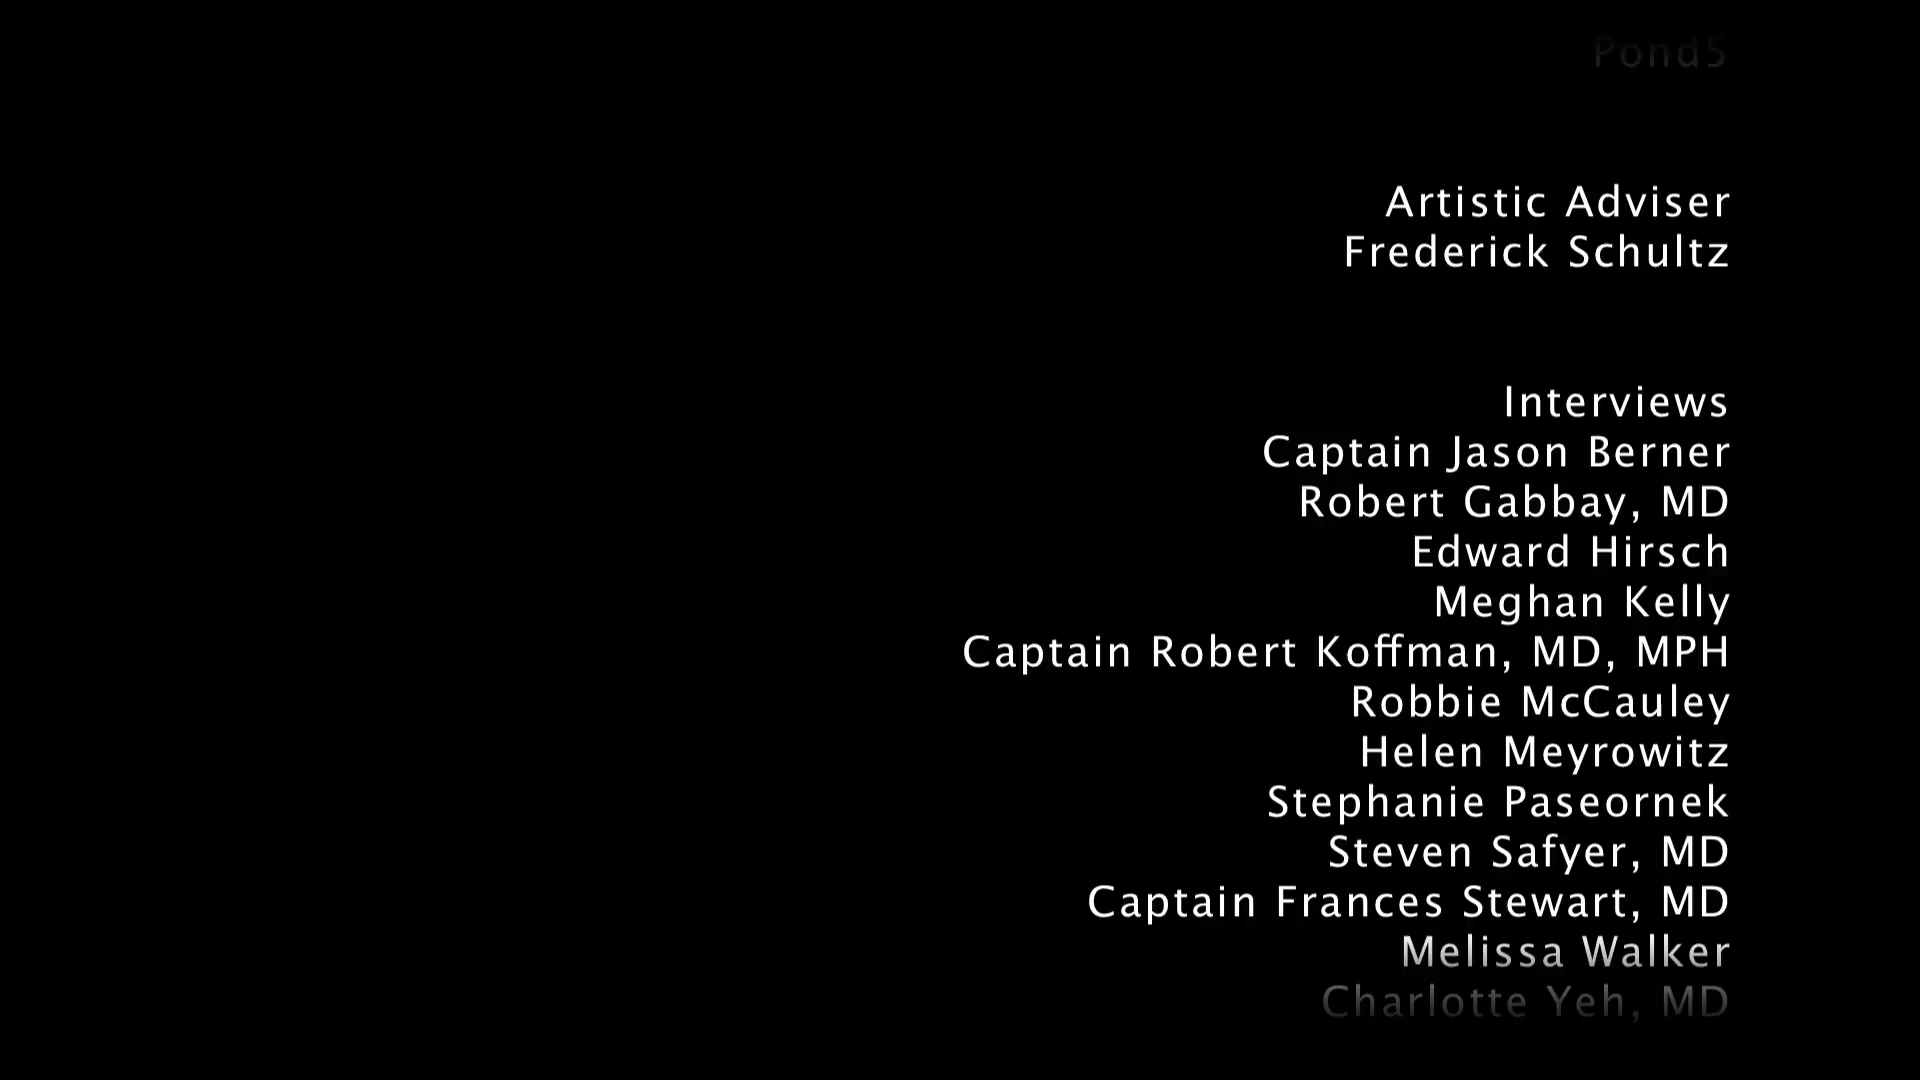 Pond5
Artistic Adviser
Frederick Schultz
Interviews
Captain Jason Berner
Robert Gabbay, MD
Edward Hirsch
Meghan Kelly
Captain Robert Koffman, MD, MPH
Robbie McCauley
Helen Meyrowitz
Stephanie Paseornek
Steven Safyer, MD
Captain Frances Stewart, MD
Melissa Walker
Charlotte Yeh, MD